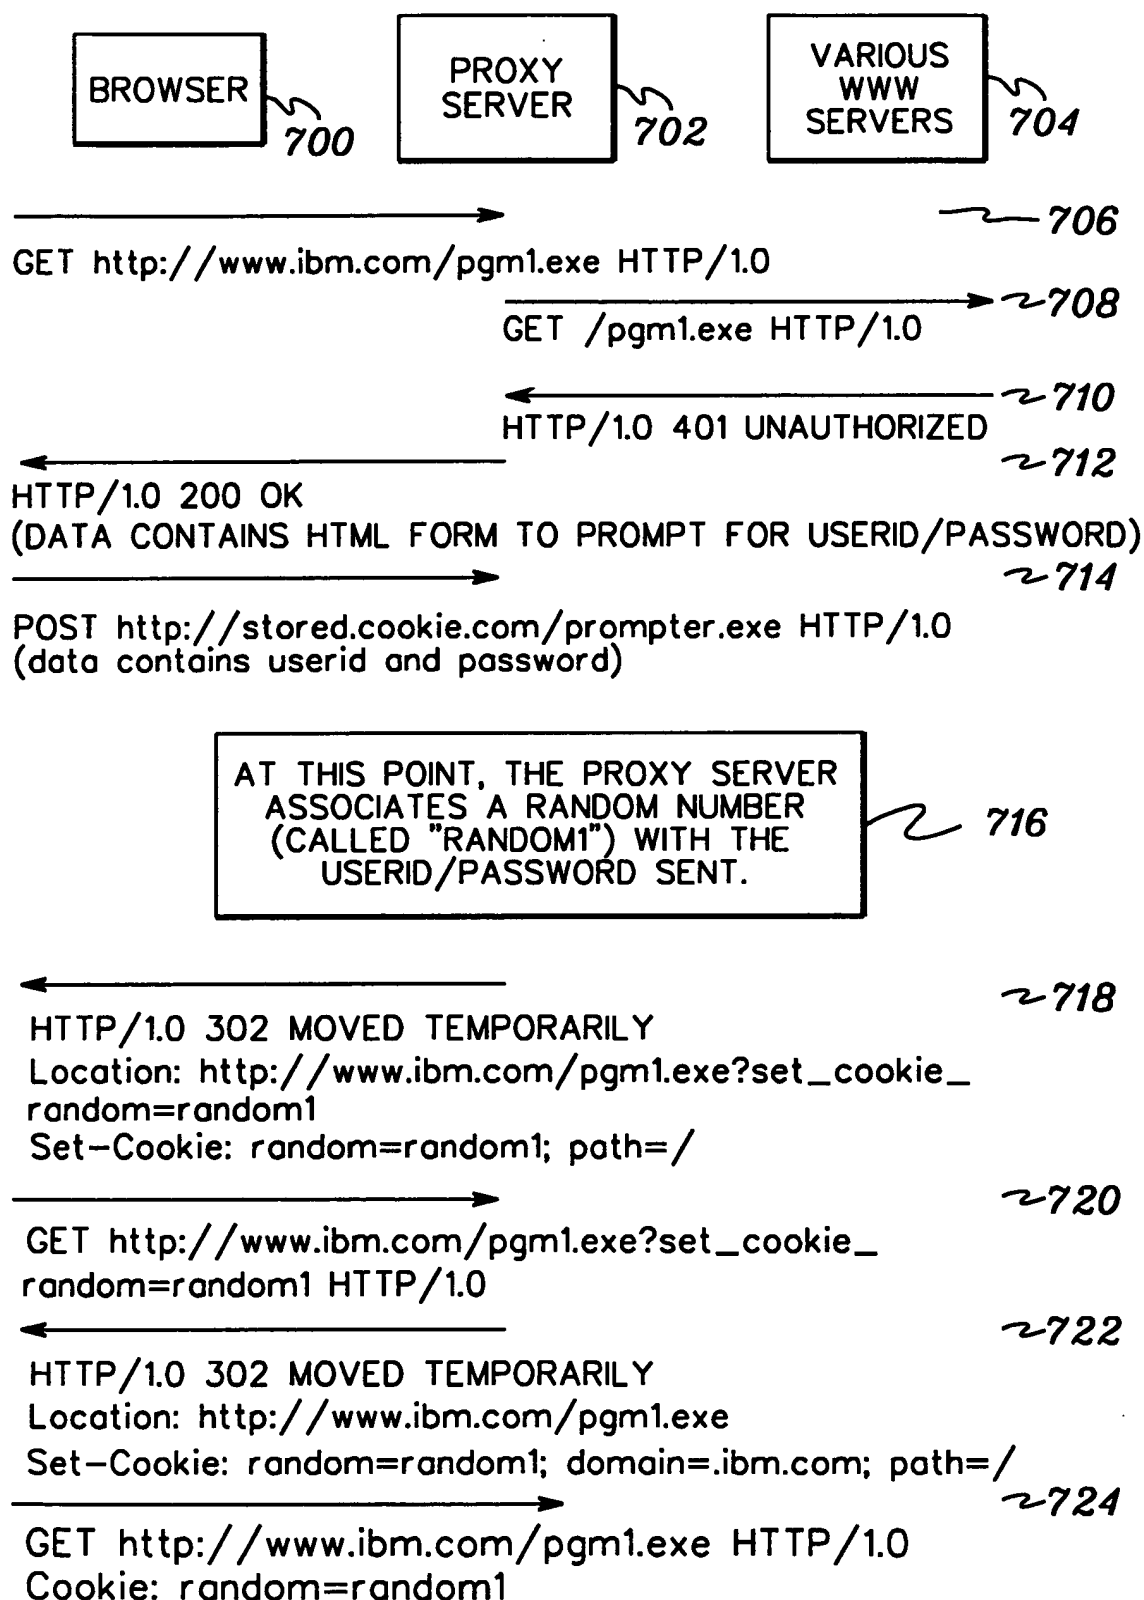 BROWSER
700
PROXY
SERVER
702
VARIOUS
WWW
SERVERS
704
706
GET http://www.ibm.com/pgm1.exe HTTP/1.0
708
GET /pgm1.exe HTTP/1.0
710
HTTP/1.0 401 UNAUTHORIZED
712
HTTP/1.0 200 OK
(DATA CONTAINS HTML FORM TO PROMPT FOR USERID/PASSWORD)
714
POST http://stored.cookie.com/prompter.exe HTTP/1.0
(data contains userid and password)
AT THIS POINT, THE PROXY SERVER
ASSOCIATES A RANDOM NUMBER
(CALLED "RANDOM1") WITH THE
USERID/PASSWORD SENT.
716
718
HTTP/1.0 302 MOVED TEMPORARILY
Location: http://www.ibm.com/pgm1.exe?set_cookie_
random=random1
Set-Cookie: random=random1; path=/
720
GET http://www.ibm.com/pgm1.exe?set_cookie_
random=random1 HTTP/1.0
722
HTTP/1.0 302 MOVED TEMPORARILY
Location: http://www.ibm.com/pgm1.exe
Set-Cookie: random=random1; domain=.ibm.com; path=/
724
GET http://www.ibm.com/pgm1.exe HTTP/1.0
Cookie: random=random1